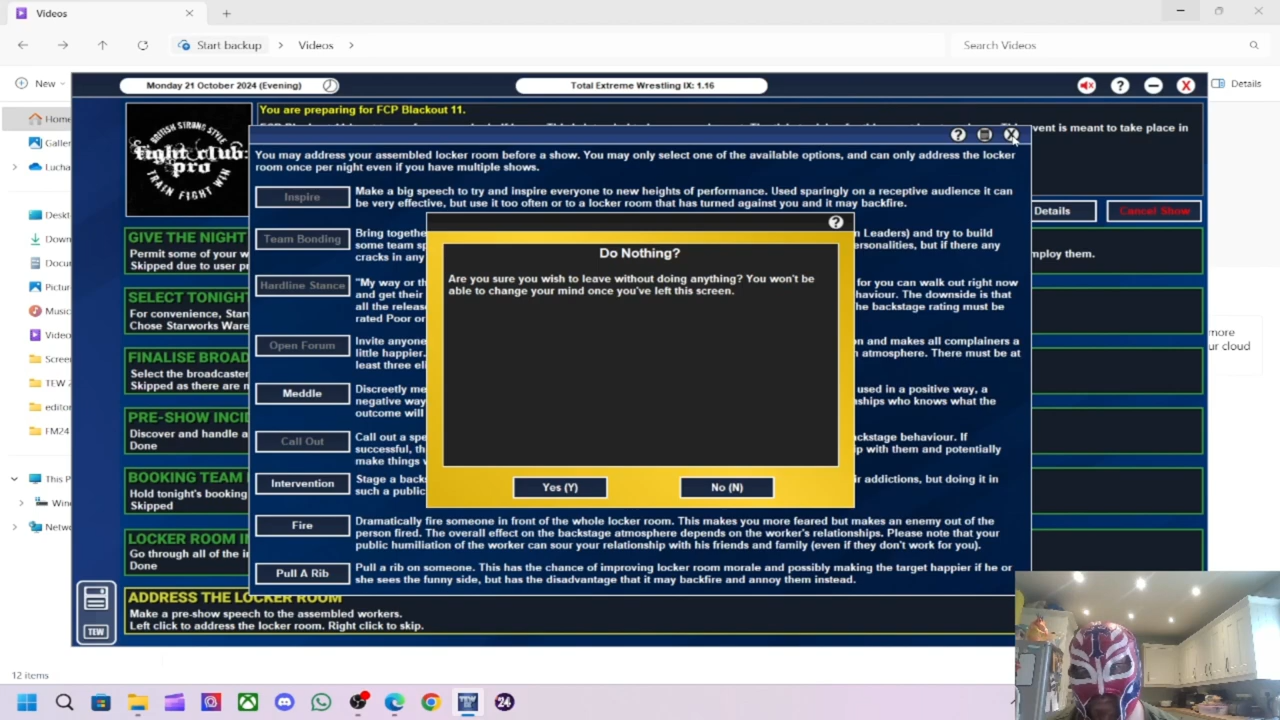 Videos
Start backup
Videos
Search Videos
New
Details
Monday 21 October 2024 (Evening)
Total Extreme Wrestling IX: 1.16
BRITISH STRONG STYLE
fight club:
pro
TRAIN FIGHT WIN
You are preparing for FCP Blackout 11.
event is meant to take place in
You may address your assembled locker room before a show. You may only select one of the available options, and can only address the locker
room once per night even if you have multiple shows.
Inspire
Make a big speech to try and inspire everyone to new heights of performance. Used sparingly on a receptive audience it can
be very effective, but use it too often or to a locker room that has turned against you and it may backfire.
Details
Cancel Show
Team Bonding
Bring togethe
n Leaders) and try to build
some team s
ersonalities, but if there any
cracks in any
Hardline Stance
"My way or th
for you can walk out right now
and get their
haviour. The downside is that
all the releas
he backstage rating must be
rated Poor or
Open Forum
Invite anyone
n and makes all complainers a
little happier.
n atmosphere. There must be at
least three eli
Meddle
Discreetly me
used in a positive way, a
negative way
ships who knows what the
outcome will
Call Out
Call out a spe
ckstage behaviour. If
successful, th
p with them and potentially
make things v
Intervention
Stage a back
ir addictions, but doing it in
such a public
Fire
Dramatically fire someone in front of the whole locker room. This makes you more feared but makes an enemy out of the
person fired. The overall effect on the backstage atmosphere depends on the worker's relationships. Please note that your
public humiliation of the worker can sour your relationship with his friends and family (even if they don't work for you).
Pull A Rib
Pull a rib on someone. This has the chance of improving locker room morale and possibly making the target happier if he or
she sees the funny side, but has the disadvantage that it may backfire and annoy them instead.
Do Nothing?
Are you sure you wish to leave without doing anything? You won't be
able to change your mind once you've left this screen.
Yes (Y)
No (N)
GIVE THE NIGHT
Permit some of your w
Skipped due to user p
mploy them.
SELECT TONIGH
For convenience, Star
Chose Starworks Ware
FINALISE BROAD
Select the broadcaste
Skipped as there are n
PRE-SHOW INCID
Discover and handle a
Done
BOOKING TEAM
Hold tonight's booking
Skipped
LOCKER ROOM I
Go through all of the i
Done
ADDRESS THE LOCKER ROOM
Make a pre-show speech to the assembled workers.
Left click to address the locker room. Right click to skip.
TEW
Home
Galler
Lucha
Deskt
Down
Docu
Pictur
Music
Video
Screen
TEW 2
editor
FM24
This P
Wind
Netwo
more
ur cloud
12 items
TEW
24